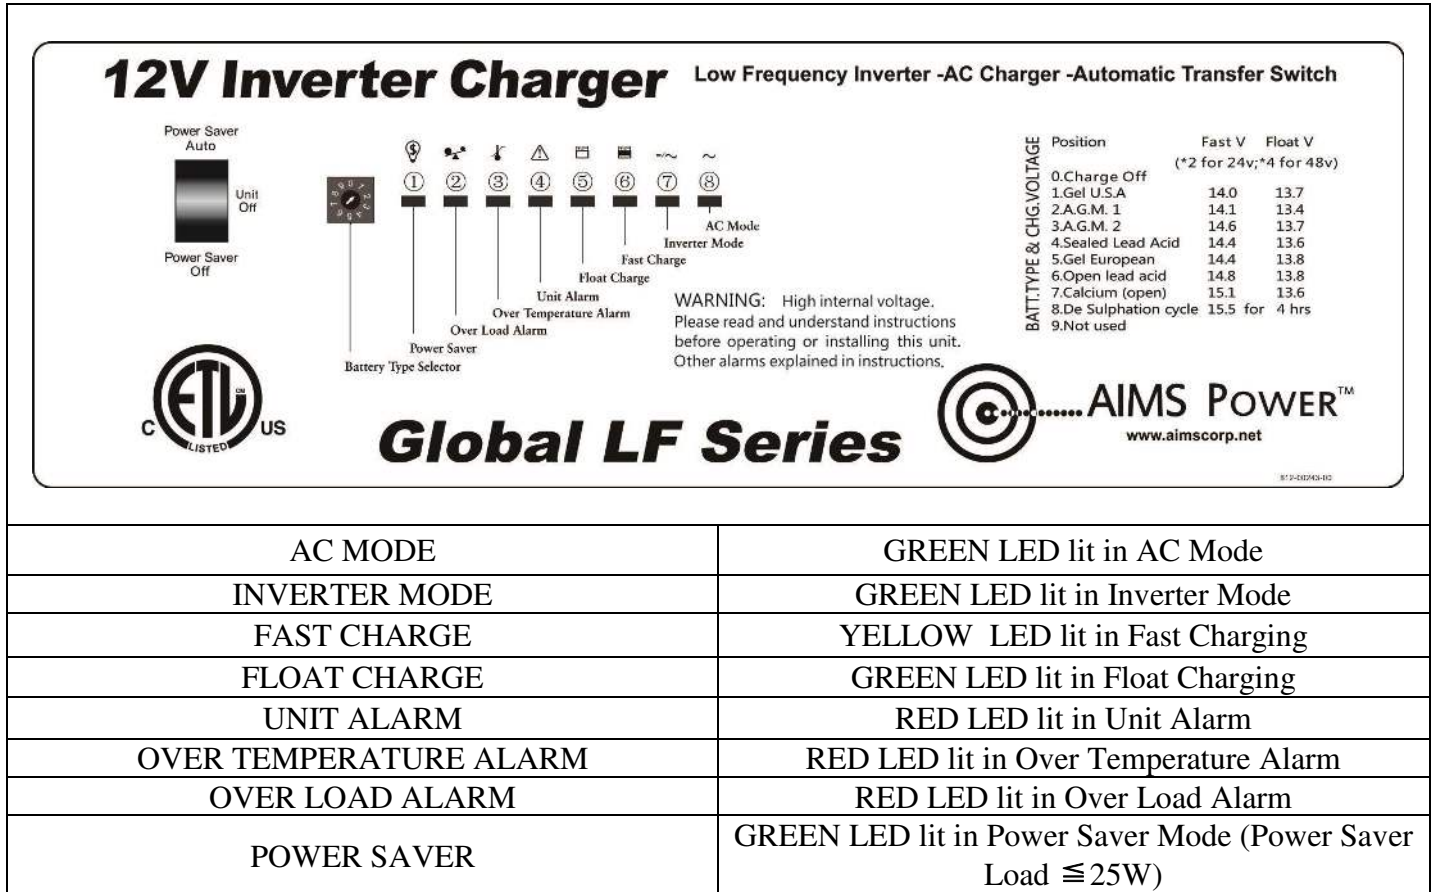 12V Inverter Charger
Low Frequency Inverter -AC Charger -Automatic Transfer Switch
Power Saver
Auto
Unit
Off
Power Saver
Off
① ② ③ ④ ⑤ ⑥ ⑦ ⑧
AC Mode
Inverter Mode
Fast Charge
Float Charge
Unit Alarm
Over Temperature Alarm
Over Load Alarm
Power Saver
Battery Type Selector
WARNING: High internal voltage.
Please read and understand instructions
before operating or installing this unit.
Other alarms explained in instructions.
BATT.TYPE & CHG.VOLTAGE
Position Fast V Float V
(*2 for 24v;*4 for 48v)
0.Charge Off
1.Gel U.S.A 14.0 13.7
2.A.G.M. 1 14.1 13.4
3.A.G.M. 2 14.6 13.7
4.Sealed Lead Acid 14.4 13.6
5.Gel European 14.4 13.8
6.Open lead acid 14.8 13.8
7.Calcium (open) 15.1 13.6
8.De Sulphation cycle 15.5 for 4 hrs
9.Not used
C ETL US
LISTED
Global LF Series
AIMS POWER™
www.aimscorp.net
AC MODE GREEN LED lit in AC Mode
INVERTER MODE GREEN LED lit in Inverter Mode
FAST CHARGE YELLOW LED lit in Fast Charging
FLOAT CHARGE GREEN LED lit in Float Charging
UNIT ALARM RED LED lit in Unit Alarm
OVER TEMPERATURE ALARM RED LED lit in Over Temperature Alarm
OVER LOAD ALARM RED LED lit in Over Load Alarm
POWER SAVER GREEN LED lit in Power Saver Mode (Power Saver
Load ≦25W)